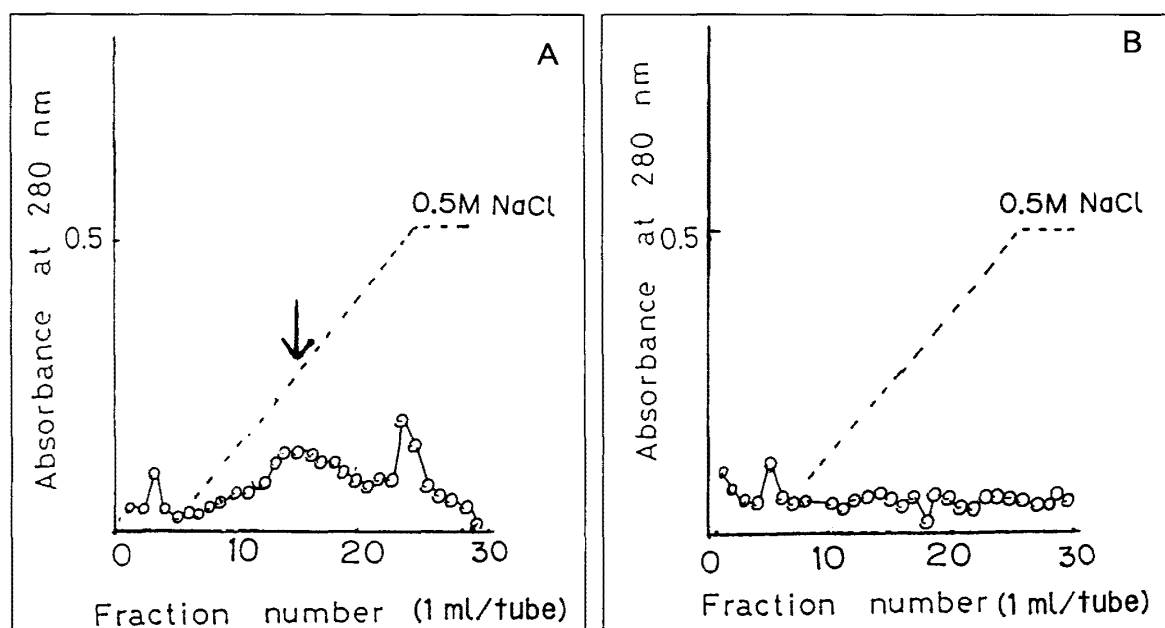 A
Absorbance at 280 nm
0.5M NaCl
0.5
0 10 20 30
Fraction number (1 ml/tube)
B
Absorbance at 280 nm
0.5M NaCl
0.5
0 10 20 30
Fraction number (1 ml/tube)